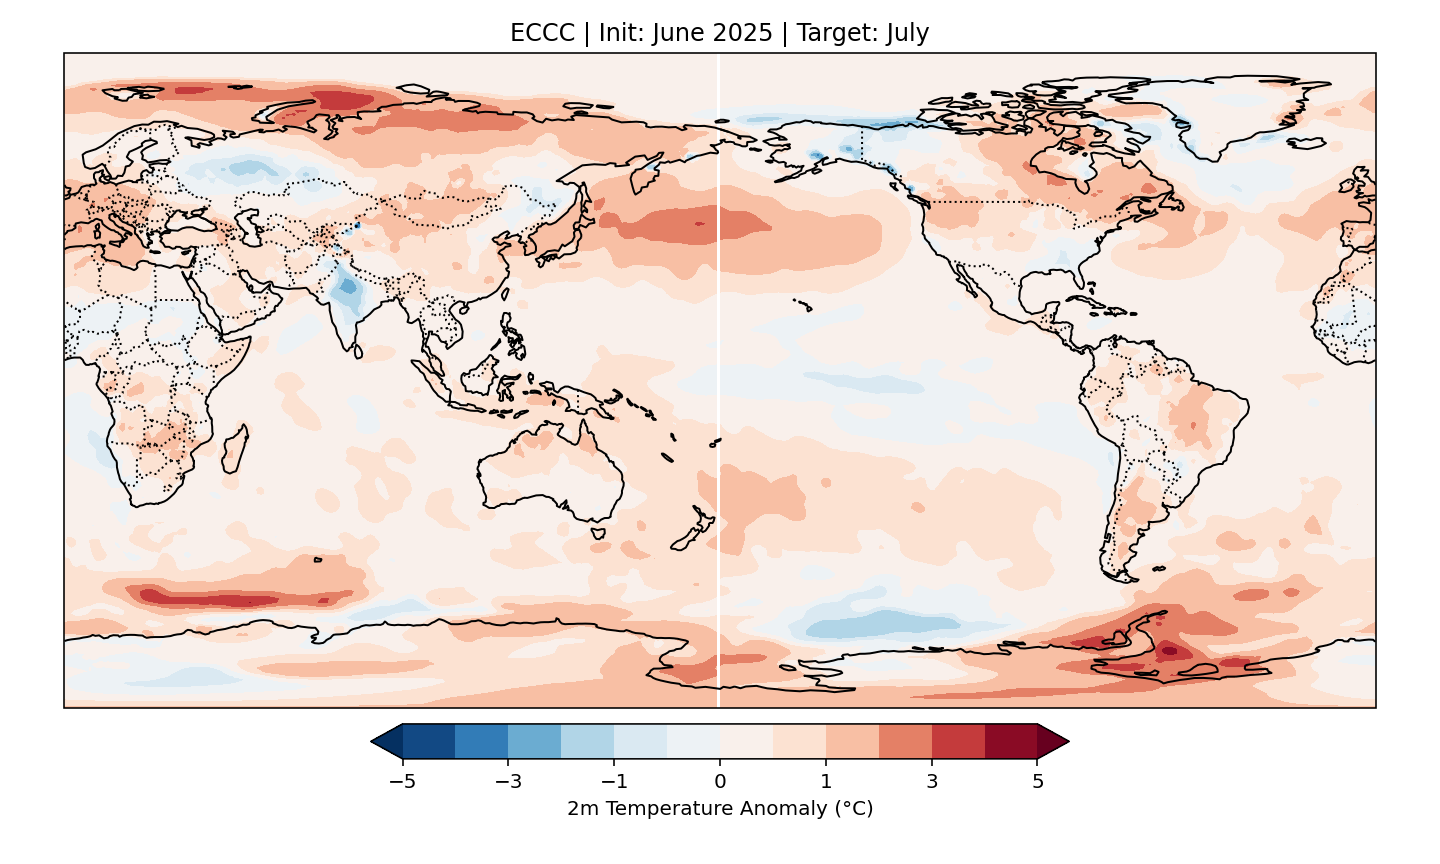 ECCC | Init: June 2025 | Target: July
−5 −3 −1 0 1 3 5
2m Temperature Anomaly (°C)